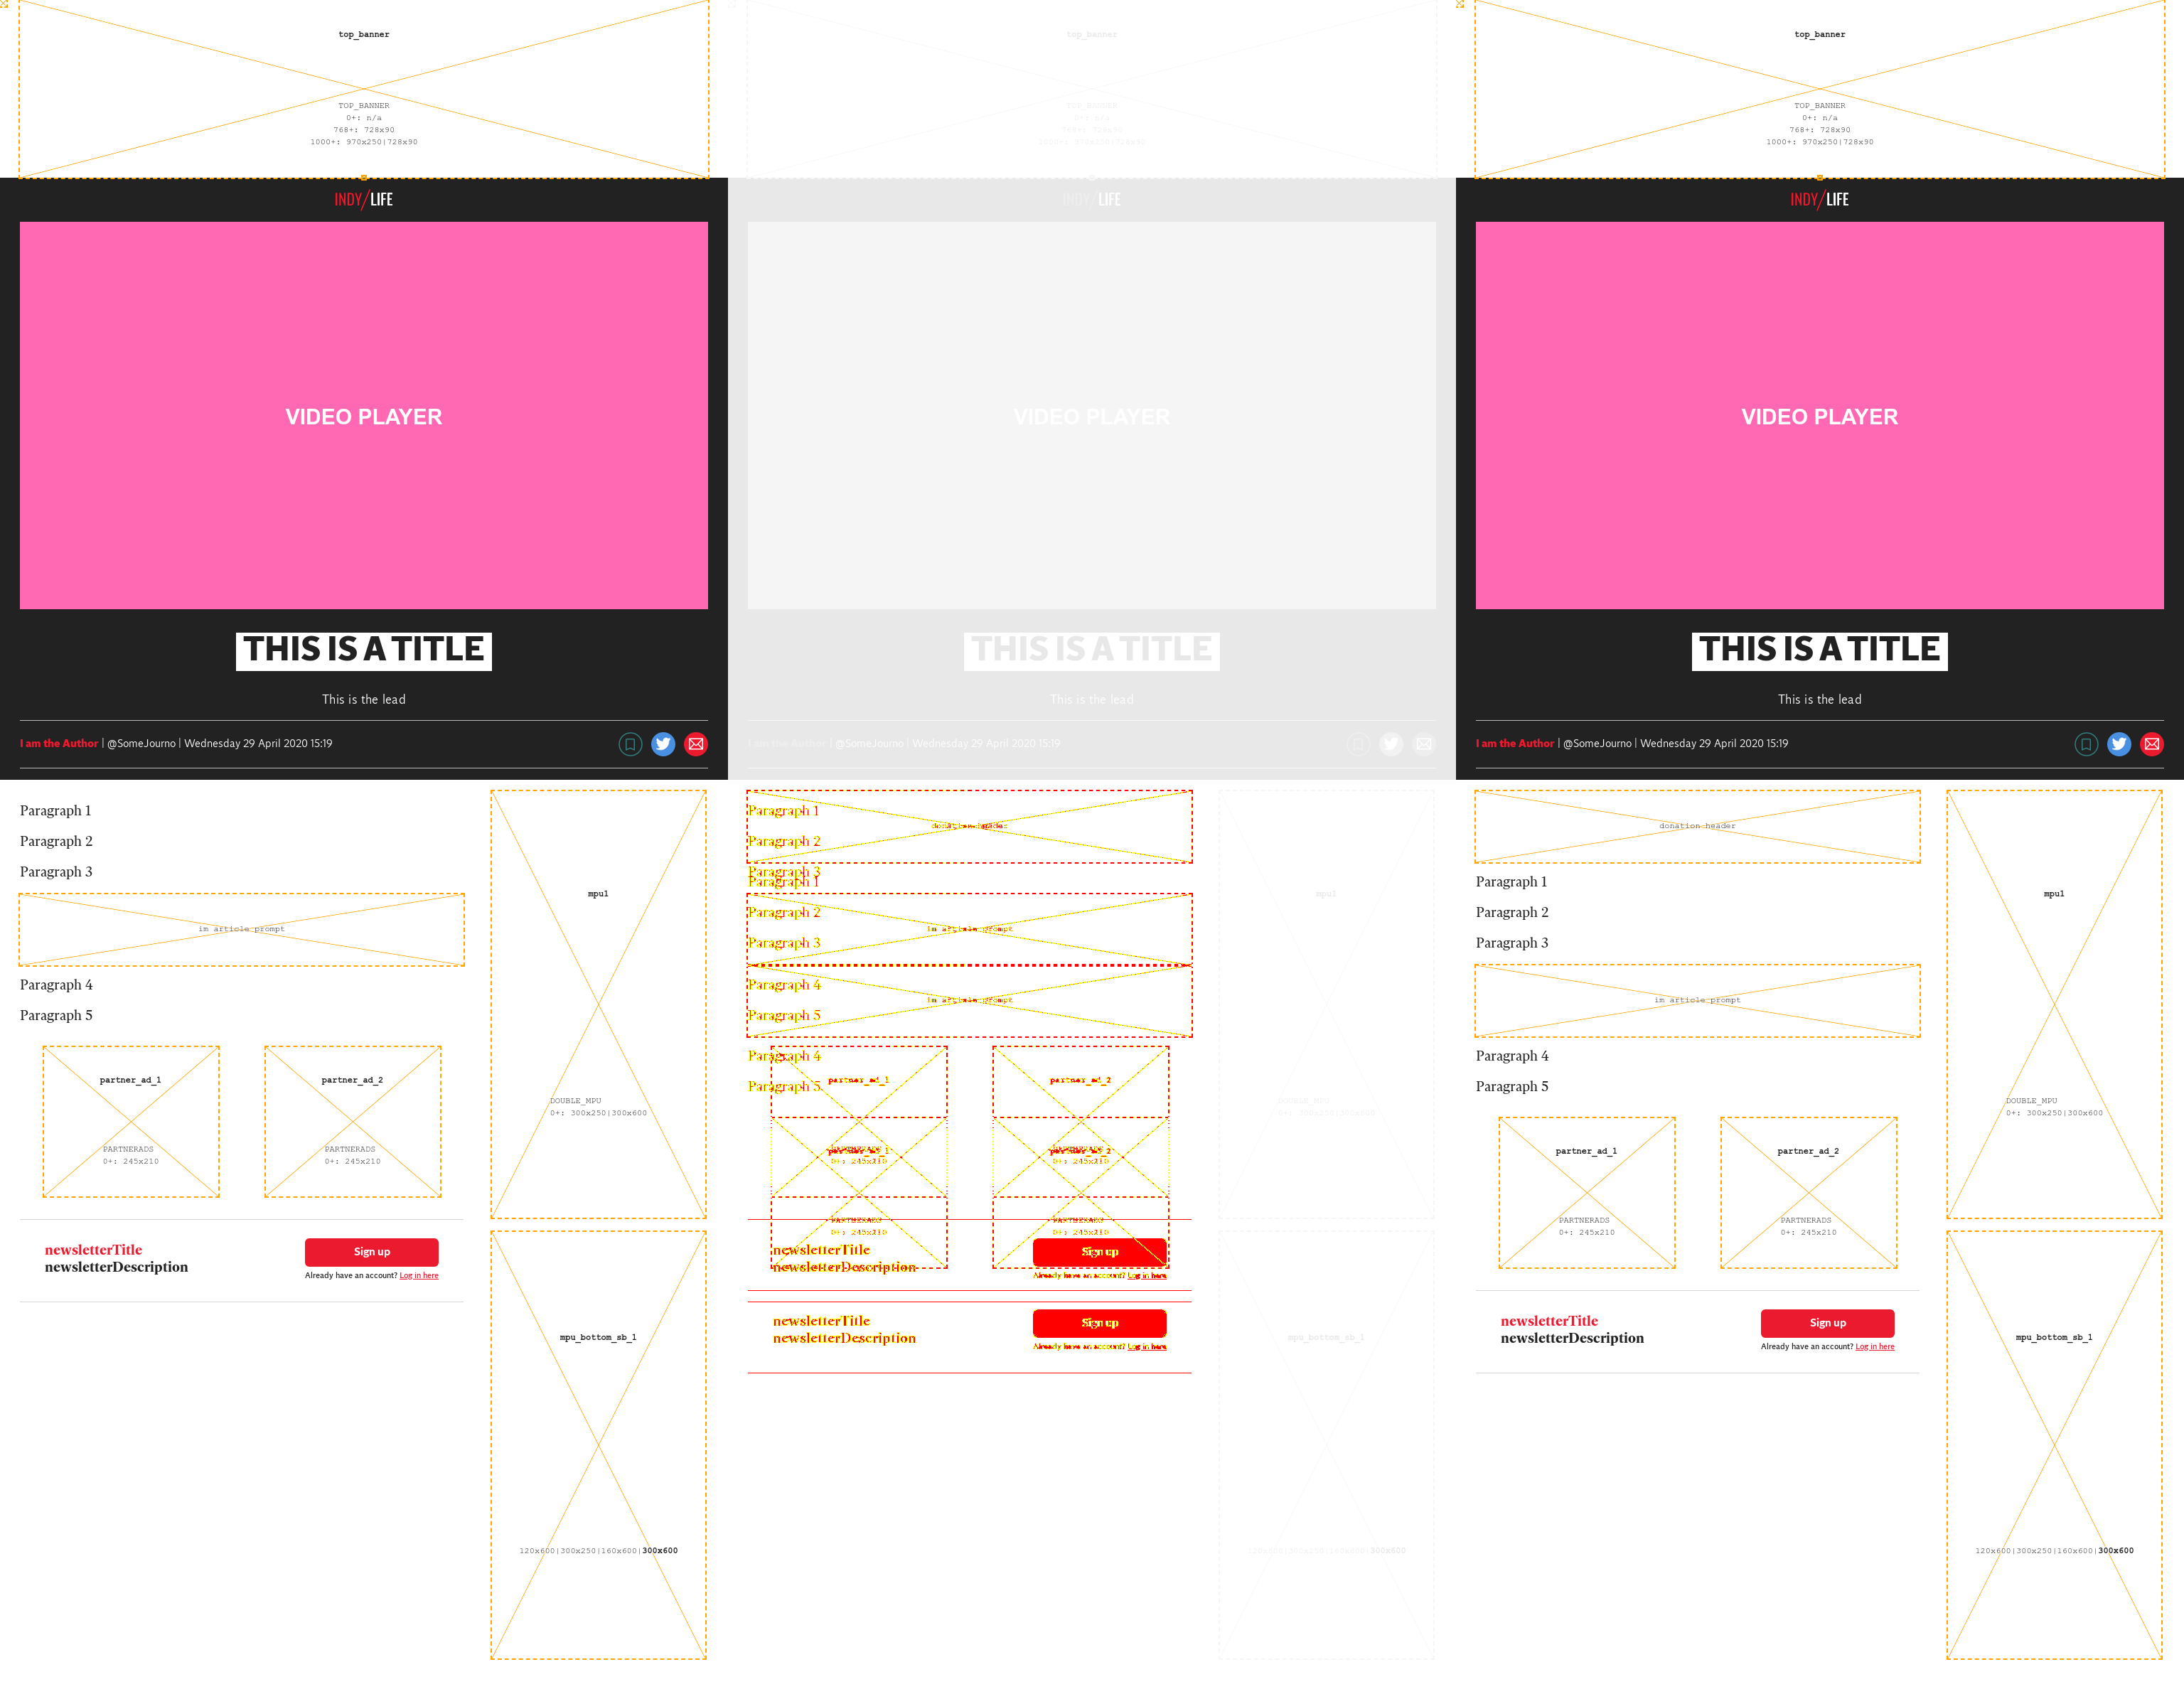 top_banner
TOP_BANNER
0+: n/a
768+: 728x90
1000+: 970x250|728x90
INDY/LIFE
VIDEO PLAYER
THIS IS A TITLE
This is the lead
I am the Author | @SomeJourno | Wednesday 29 April 2020 15:19
Paragraph 1
Paragraph 2
Paragraph 3
im article prompt
Paragraph 4
Paragraph 5
partner_ad_1
PARTNERADS
0+: 245x210
partner_ad_2
PARTNERADS
0+: 245x210
newsletterTitle
newsletterDescription
Sign up
Already have an account? Log in here
mpu1
DOUBLE_MPU
0+: 300x250|300x600
mpu_bottom_sb_1
120x600|300x250|160x600|300x600
top_banner
TOP_BANNER
0+: n/a
768+: 728x90
1000+: 970x250|728x90
INDY/LIFE
VIDEO PLAYER
THIS IS A TITLE
This is the lead
I am the Author | @SomeJourno | Wednesday 29 April 2020 15:19
Paragraph 1
donation header
Paragraph 2
Paragraph 3
Paragraph 1
Paragraph 2
im article prompt
Paragraph 3
Paragraph 4
im article prompt
Paragraph 5
Paragraph 4
Paragraph 5
partner_ad_1
partner_ad_2
PARTNERADS
partner_ad_1
0+: 245x210
PARTNERADS
partner_ad_2
0+: 245x210
PARTNERADS
0+: 245x210
PARTNERADS
0+: 245x210
newsletterTitle
newsletterDescription
Sign up
Already have an account? Log in here
newsletterTitle
newsletterDescription
Sign up
Already have an account? Log in here
mpu1
DOUBLE_MPU
0+: 300x250|300x600
mpu_bottom_sb_1
120x600|300x250|160x600|300x600
top_banner
TOP_BANNER
0+: n/a
768+: 728x90
1000+: 970x250|728x90
INDY/LIFE
VIDEO PLAYER
THIS IS A TITLE
This is the lead
I am the Author | @SomeJourno | Wednesday 29 April 2020 15:19
donation header
Paragraph 1
Paragraph 2
Paragraph 3
im article prompt
Paragraph 4
Paragraph 5
partner_ad_1
PARTNERADS
0+: 245x210
partner_ad_2
PARTNERADS
0+: 245x210
newsletterTitle
newsletterDescription
Sign up
Already have an account? Log in here
mpu1
DOUBLE_MPU
0+: 300x250|300x600
mpu_bottom_sb_1
120x600|300x250|160x600|300x600